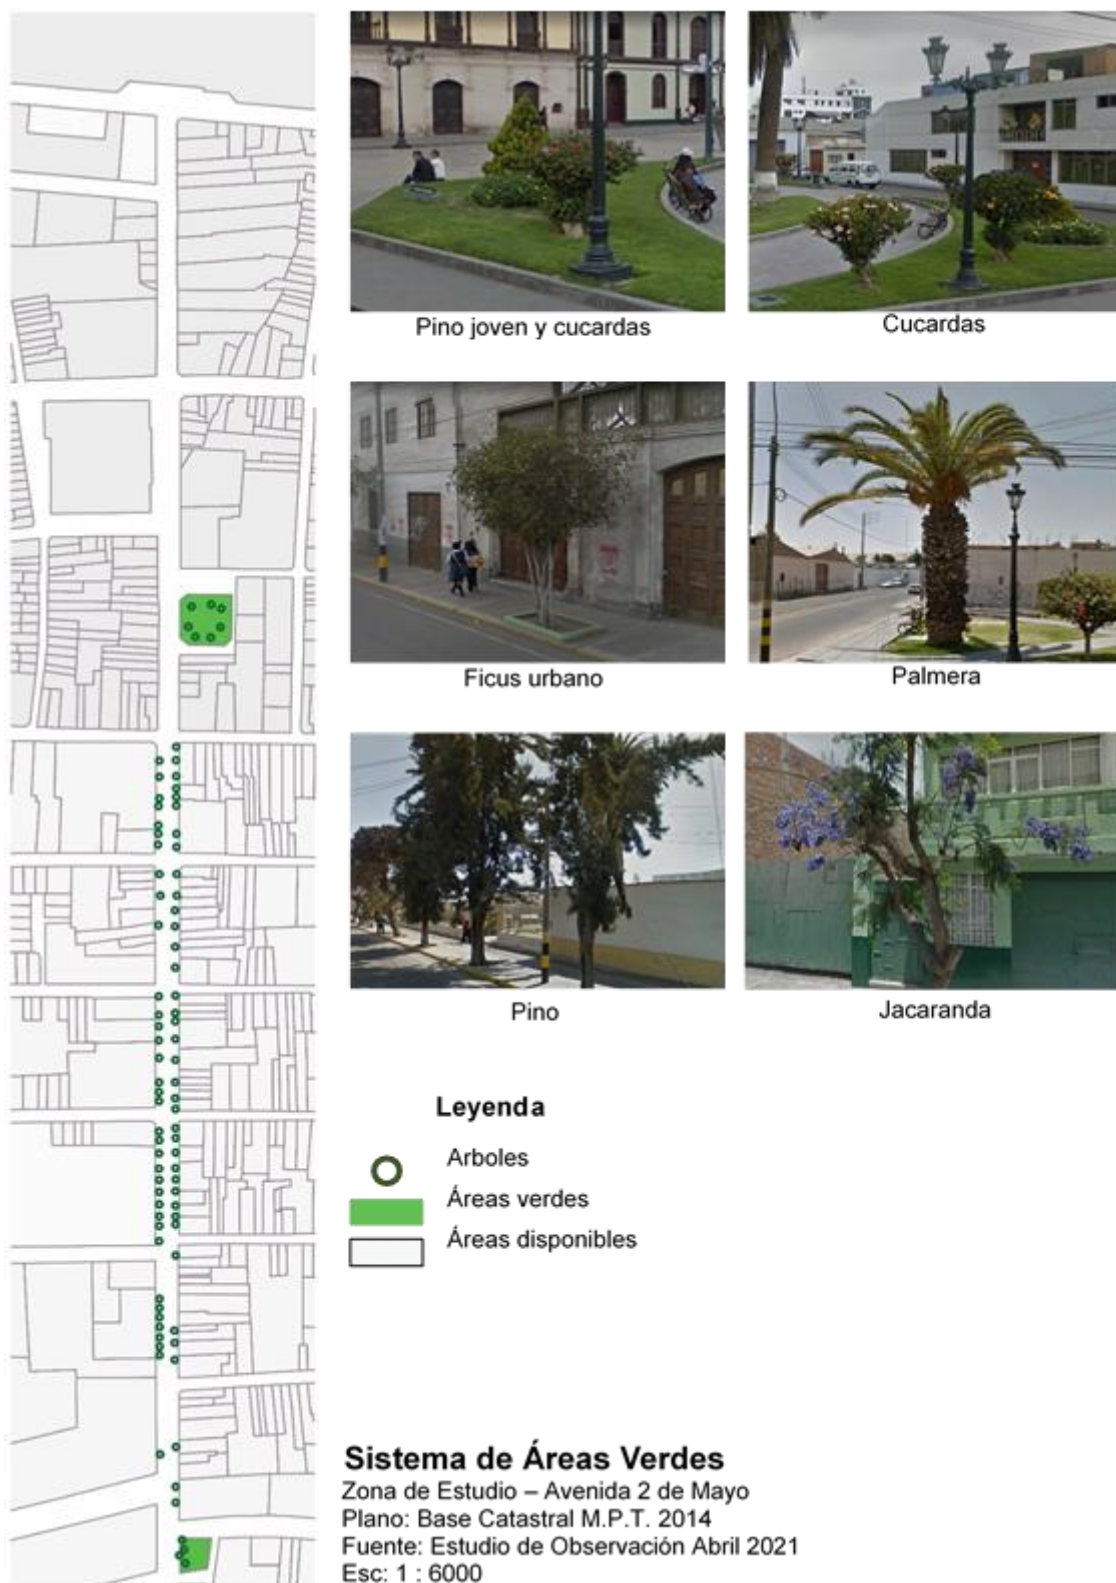 Pino joven y cucardas
Cucardas
Ficus urbano
Palmera
Pino
Jacaranda
Leyenda
Arboles
Áreas verdes
Áreas disponibles
Sistema de Áreas Verdes
Zona de Estudio – Avenida 2 de Mayo
Plano: Base Catastral M.P.T. 2014
Fuente: Estudio de Observación Abril 2021
Esc: 1 : 6000